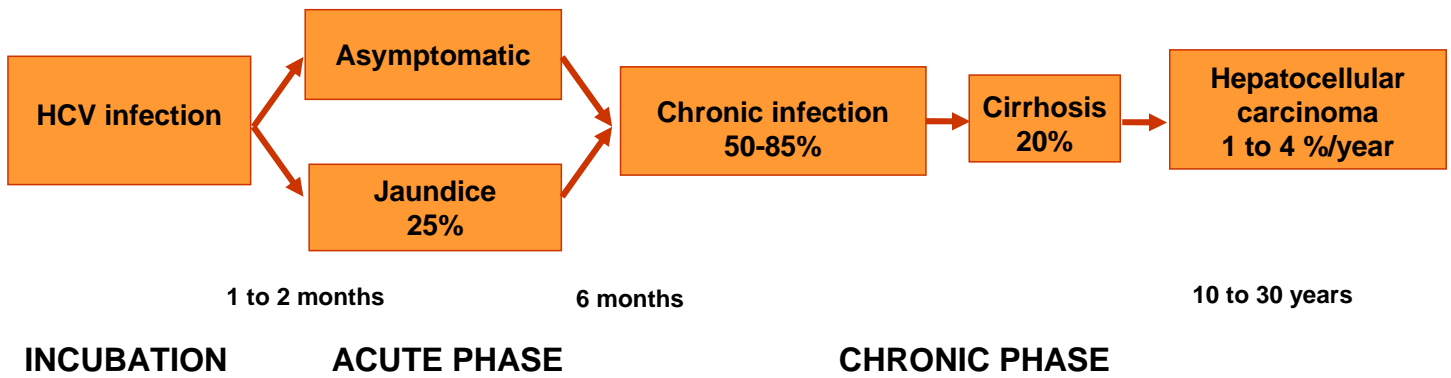 HCV infection
Asymptomatic
Jaundice
25%
Chronic infection
50-85%
Cirrhosis
20%
Hepatocellular
carcinoma
1 to 4 %/year
1 to 2 months
6 months
10 to 30 years
INCUBATION
ACUTE PHASE
CHRONIC PHASE